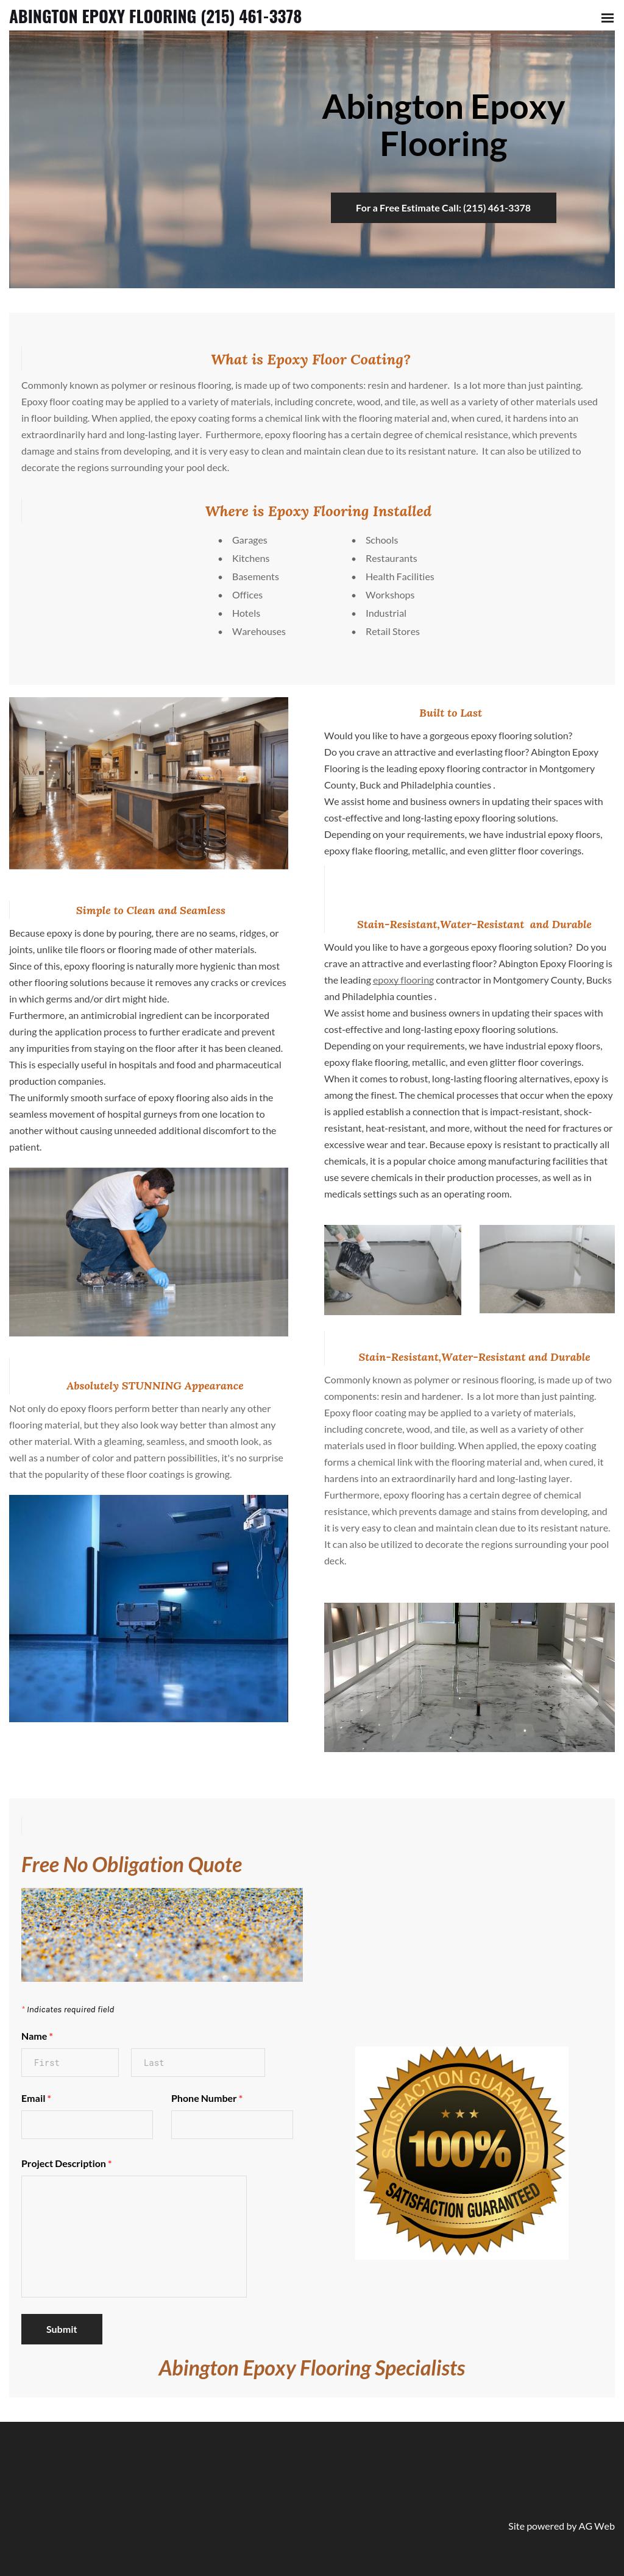 ABINGTON EPOXY FLOORING (215) 461-3378
Abington Epoxy
Flooring
For a Free Estimate Call: (215) 461-3378
What is Epoxy Floor Coating?
Commonly known as polymer or resinous flooring, is made up of two components: resin and hardener.  Is a lot more than just painting.
Epoxy floor coating may be applied to a variety of materials, including concrete, wood, and tile, as well as a variety of other materials used
in floor building. When applied, the epoxy coating forms a chemical link with the flooring material and, when cured, it hardens into an
extraordinarily hard and long-lasting layer.  Furthermore, epoxy flooring has a certain degree of chemical resistance, which prevents
damage and stains from developing, and it is very easy to clean and maintain clean due to its resistant nature.  It can also be utilized to
decorate the regions surrounding your pool deck.
Where is Epoxy Flooring Installed
• Garages
• Kitchens
• Basements
• Offices
• Hotels
• Warehouses
• Schools
• Restaurants
• Health Facilities
• Workshops
• Industrial
• Retail Stores
Built to Last
Would you like to have a gorgeous epoxy flooring solution?
Do you crave an attractive and everlasting floor? Abington Epoxy
Flooring is the leading epoxy flooring contractor in Montgomery
County, Buck and Philadelphia counties .
We assist home and business owners in updating their spaces with
cost-effective and long-lasting epoxy flooring solutions.
Depending on your requirements, we have industrial epoxy floors,
epoxy flake flooring, metallic, and even glitter floor coverings.
Simple to Clean and Seamless
Because epoxy is done by pouring, there are no seams, ridges, or
joints, unlike tile floors or flooring made of other materials.
Since of this, epoxy flooring is naturally more hygienic than most
other flooring solutions because it removes any cracks or crevices
in which germs and/or dirt might hide.
Furthermore, an antimicrobial ingredient can be incorporated
during the application process to further eradicate and prevent
any impurities from staying on the floor after it has been cleaned.
This is especially useful in hospitals and food and pharmaceutical
production companies.
The uniformly smooth surface of epoxy flooring also aids in the
seamless movement of hospital gurneys from one location to
another without causing unneeded additional discomfort to the
patient.
Stain-Resistant,Water-Resistant  and Durable
Would you like to have a gorgeous epoxy flooring solution?  Do you
crave an attractive and everlasting floor? Abington Epoxy Flooring is
the leading epoxy flooring contractor in Montgomery County, Bucks
and Philadelphia counties .
We assist home and business owners in updating their spaces with
cost-effective and long-lasting epoxy flooring solutions.
Depending on your requirements, we have industrial epoxy floors,
epoxy flake flooring, metallic, and even glitter floor coverings.
When it comes to robust, long-lasting flooring alternatives, epoxy is
among the finest. The chemical processes that occur when the epoxy
is applied establish a connection that is impact-resistant, shock-
resistant, heat-resistant, and more, without the need for fractures or
excessive wear and tear. Because epoxy is resistant to practically all
chemicals, it is a popular choice among manufacturing facilities that
use severe chemicals in their production processes, as well as in
medicals settings such as an operating room.
Absolutely STUNNING Appearance
Not only do epoxy floors perform better than nearly any other
flooring material, but they also look way better than almost any
other material. With a gleaming, seamless, and smooth look, as
well as a number of color and pattern possibilities, it's no surprise
that the popularity of these floor coatings is growing.
Stain-Resistant,Water-Resistant and Durable
Commonly known as polymer or resinous flooring, is made up of two
components: resin and hardener.  Is a lot more than just painting.
Epoxy floor coating may be applied to a variety of materials,
including concrete, wood, and tile, as well as a variety of other
materials used in floor building. When applied, the epoxy coating
forms a chemical link with the flooring material and, when cured, it
hardens into an extraordinarily hard and long-lasting layer.
Furthermore, epoxy flooring has a certain degree of chemical
resistance, which prevents damage and stains from developing, and
it is very easy to clean and maintain clean due to its resistant nature.
It can also be utilized to decorate the regions surrounding your pool
deck.
Free No Obligation Quote
* Indicates required field
Name *
First
Last
Email *
Phone Number *
Project Description *
Submit
SATISFACTION GUARANTEED
100%
SATISFACTION GUARANTEED
Abington Epoxy Flooring Specialists
Site powered by AG Web